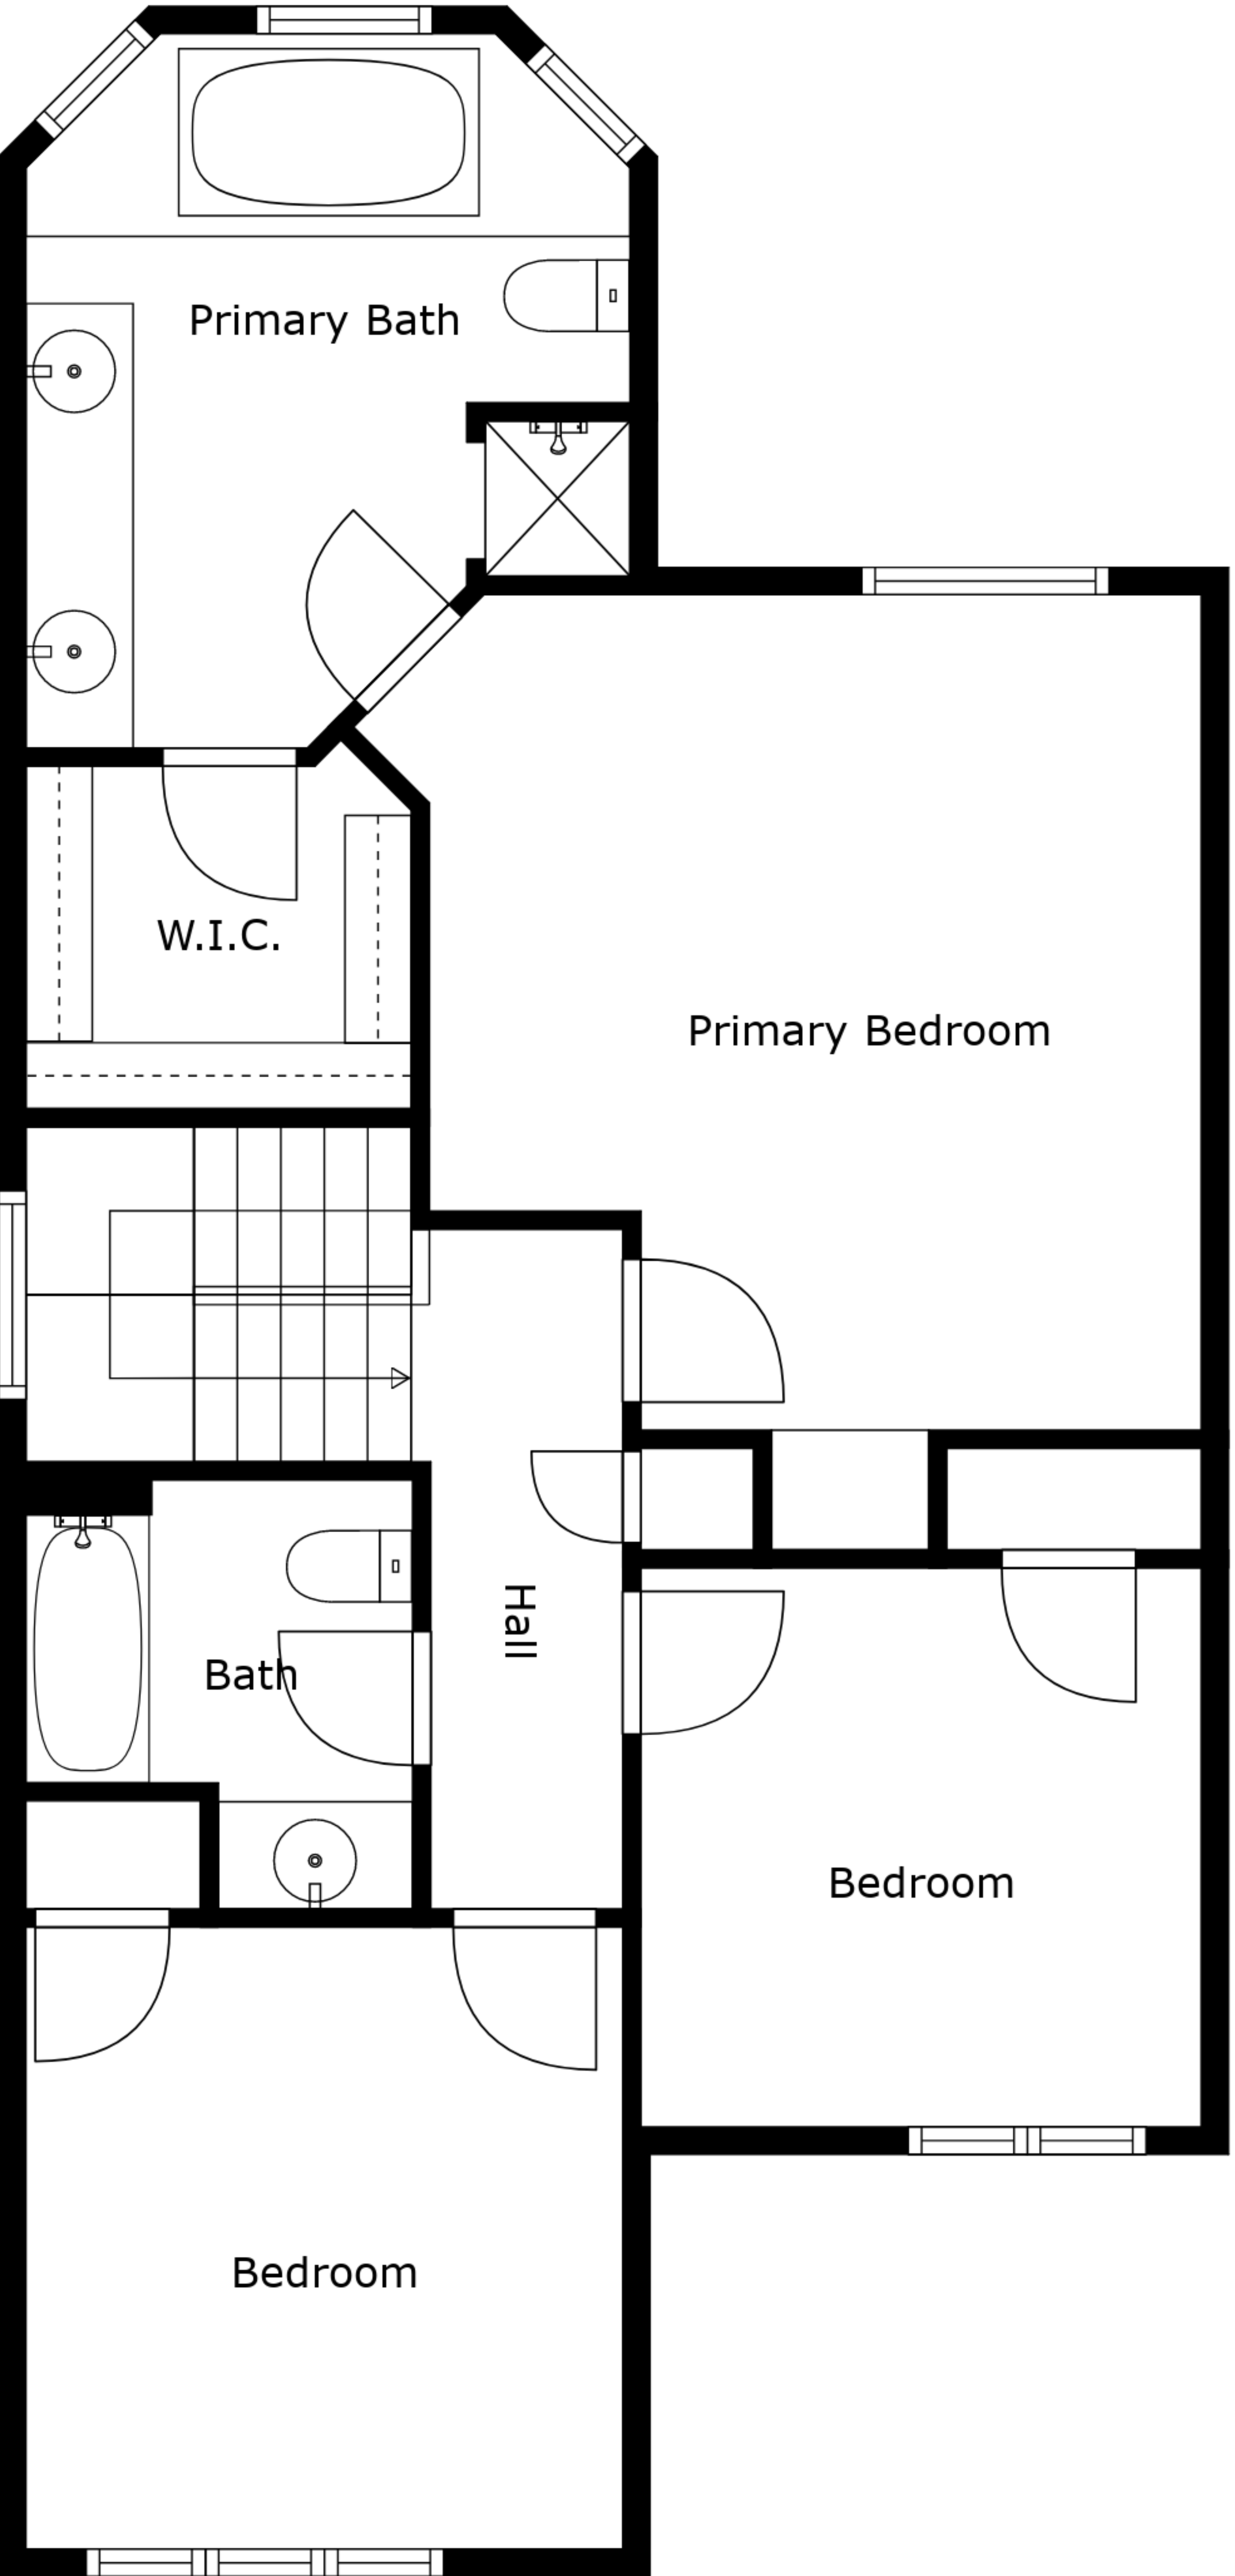 Primary Bath
W.I.C.
Primary Bedroom
Hall
Bath
Bedroom
Bedroom